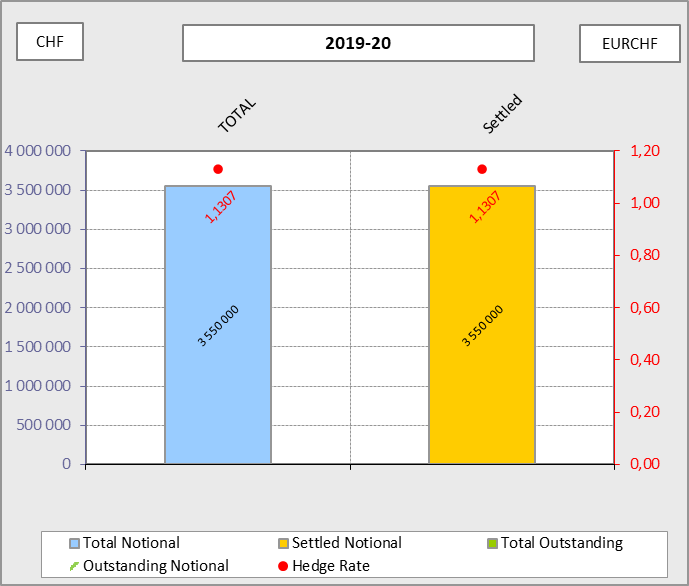 CHF 2019-20 EURCHF
TOTAL Settled
4 000 000 1,20
3 500 000 1,1307 1,1307 1,00
3 000 000
2 500 000 0,80
2 000 000 3 550 000 3 550 000 0,60
1 500 000
1 000 000 0,40
500 000 0,20
0 0,00
Total Notional Settled Notional Total Outstanding
Outstanding Notional Hedge Rate